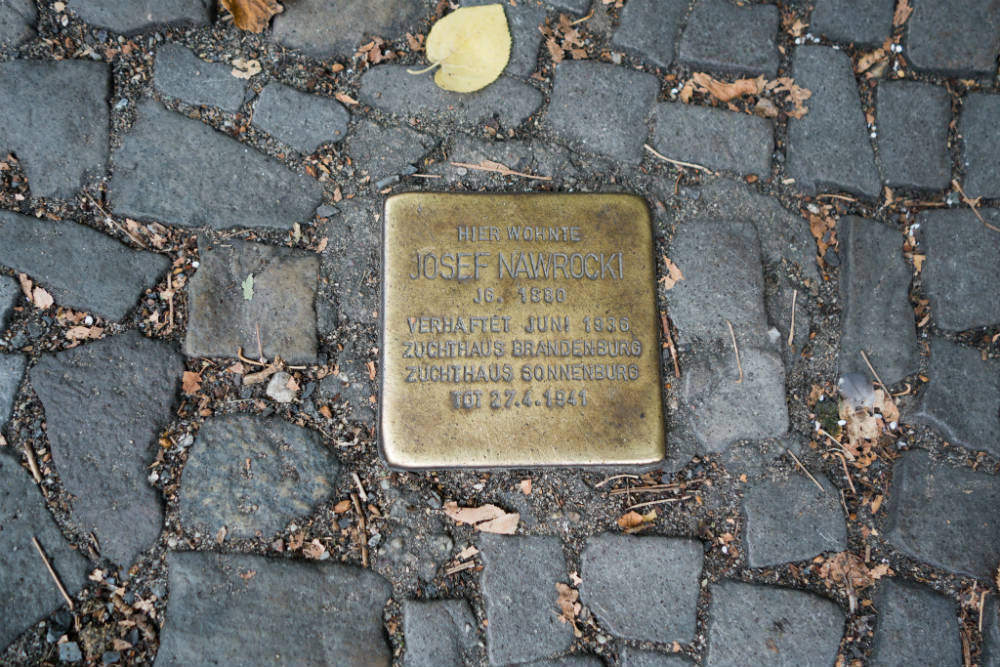 HIER WOHNTE
JOSEF NAWROCKI
JG. 1880
VERHAFTET JUNI 1936
ZUCHTHAUS BRANDENBURG
ZUCHTHAUS SONNENBURG
TOT 27.4.1941